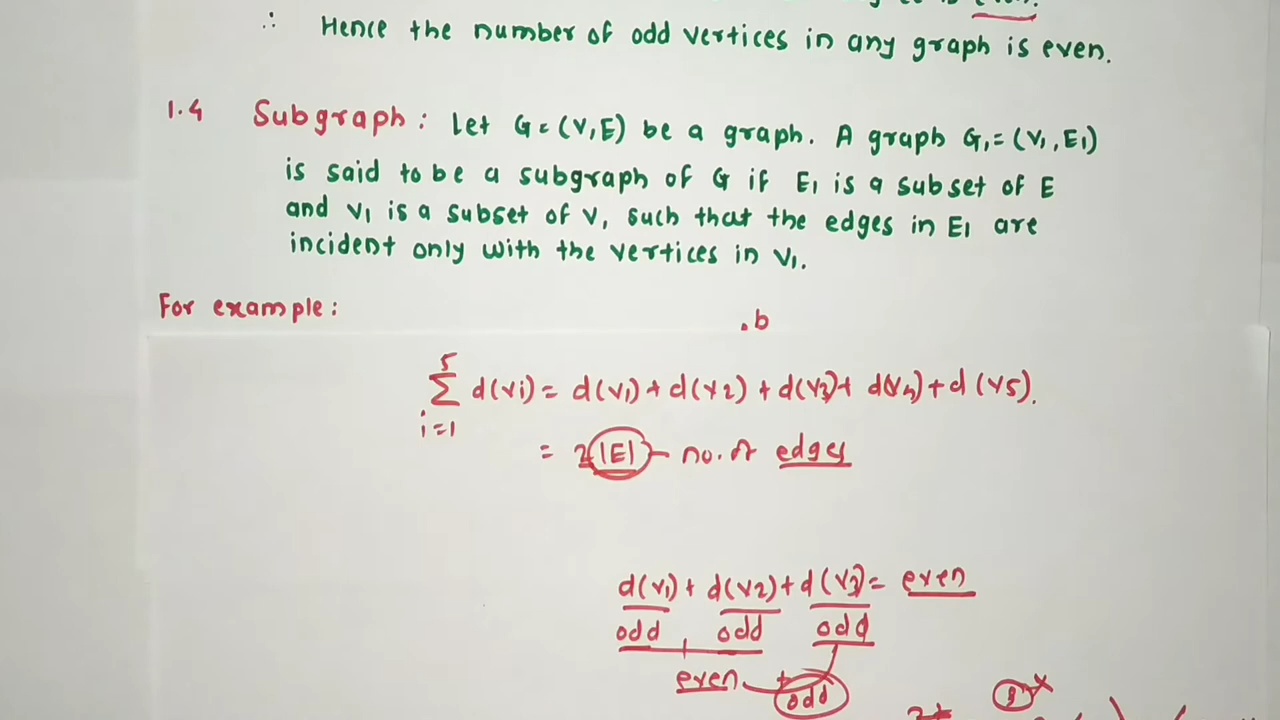 ∴ Hence the number of odd vertices in any graph is even.
1.4 Subgraph: Let G=(V,E) be a graph. A graph G₁=(V₁,E₁)
is said to be a subgraph of G if E₁ is a subset of E
and V₁ is a subset of V, such that the edges in E₁ are
incident only with the vertices in V₁.
For example:
.b
5
∑ d(vi) = d(v1) + d(v2) + d(v3) + d(v4) + d(v5).
i=1
= 2|E| — no. of edges
d(v1) + d(v2) + d(v3) = even
odd odd odd
even + odd